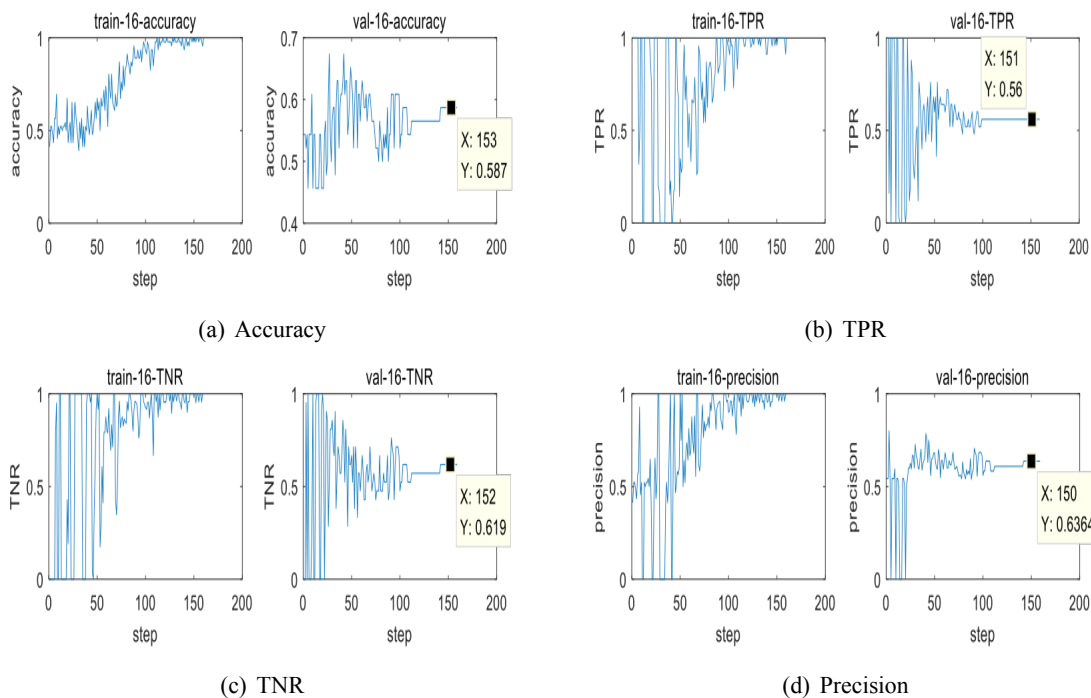 train-16-accuracy
1
0.5
0
accuracy
0 50 100 150 200
step
val-16-accuracy
0.7
0.6
0.5
0.4
accuracy
X: 153
Y: 0.587
0 50 100 150 200
step
(a) Accuracy
train-16-TPR
1
0.5
0
TPR
0 50 100 150 200
step
val-16-TPR
1
0.5
0
TPR
X: 151
Y: 0.56
0 50 100 150 200
step
(b) TPR
train-16-TNR
1
0.5
0
TNR
0 50 100 150 200
step
val-16-TNR
1
0.5
0
TNR
X: 152
Y: 0.619
0 50 100 150 200
step
(c) TNR
train-16-precision
1
0.5
0
precision
0 50 100 150 200
step
val-16-precision
1
0.5
0
precision
X: 150
Y: 0.6364
0 50 100 150 200
step
(d) Precision